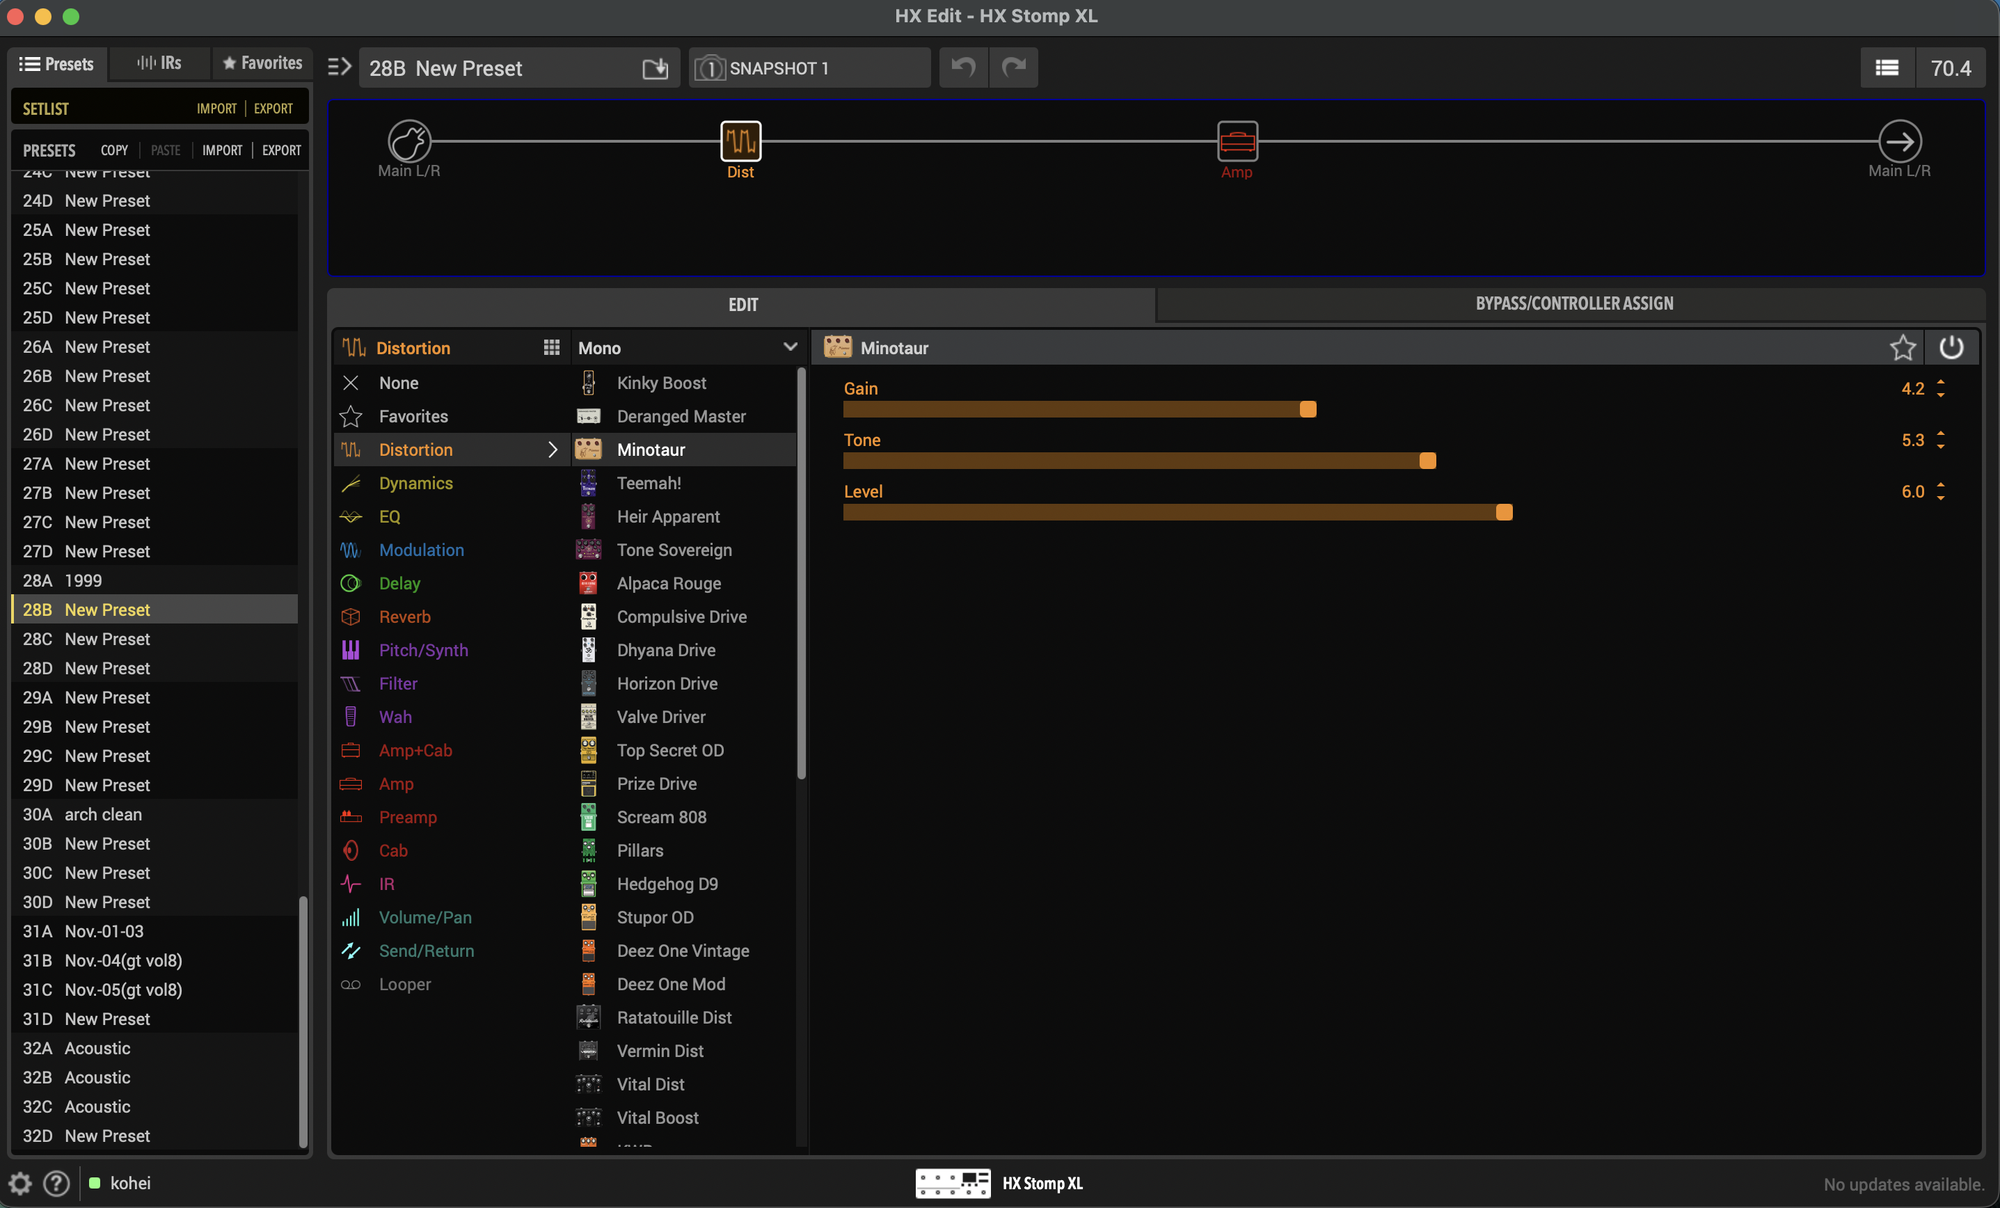 HX Edit - HX Stomp XL
Presets
IRs
Favorites
28B New Preset
1
SNAPSHOT 1
70.4
SETLIST
IMPORT | EXPORT
PRESETS
COPY | PASTE | IMPORT | EXPORT
24C New Preset
24D New Preset
25A New Preset
25B New Preset
25C New Preset
25D New Preset
26A New Preset
26B New Preset
26C New Preset
26D New Preset
27A New Preset
27B New Preset
27C New Preset
27D New Preset
28A 1999
28B New Preset
28C New Preset
28D New Preset
29A New Preset
29B New Preset
29C New Preset
29D New Preset
30A arch clean
30B New Preset
30C New Preset
30D New Preset
31A Nov.-01-03
31B Nov.-04(gt vol8)
31C Nov.-05(gt vol8)
31D New Preset
32A Acoustic
32B Acoustic
32C Acoustic
32D New Preset
Main L/R
Dist
Amp
Main L/R
EDIT
BYPASS/CONTROLLER ASSIGN
Distortion
None
Favorites
Distortion
Dynamics
EQ
Modulation
Delay
Reverb
Pitch/Synth
Filter
Wah
Amp+Cab
Amp
Preamp
Cab
IR
Volume/Pan
Send/Return
Looper
Mono
Kinky Boost
Deranged Master
Minotaur
Teemah!
Heir Apparent
Tone Sovereign
Alpaca Rouge
Compulsive Drive
Dhyana Drive
Horizon Drive
Valve Driver
Top Secret OD
Prize Drive
Scream 808
Pillars
Hedgehog D9
Stupor OD
Deez One Vintage
Deez One Mod
Ratatouille Dist
Vermin Dist
Vital Dist
Vital Boost
Minotaur
Gain 4.2
Tone 5.3
Level 6.0
kohei
HX Stomp XL
No updates available.